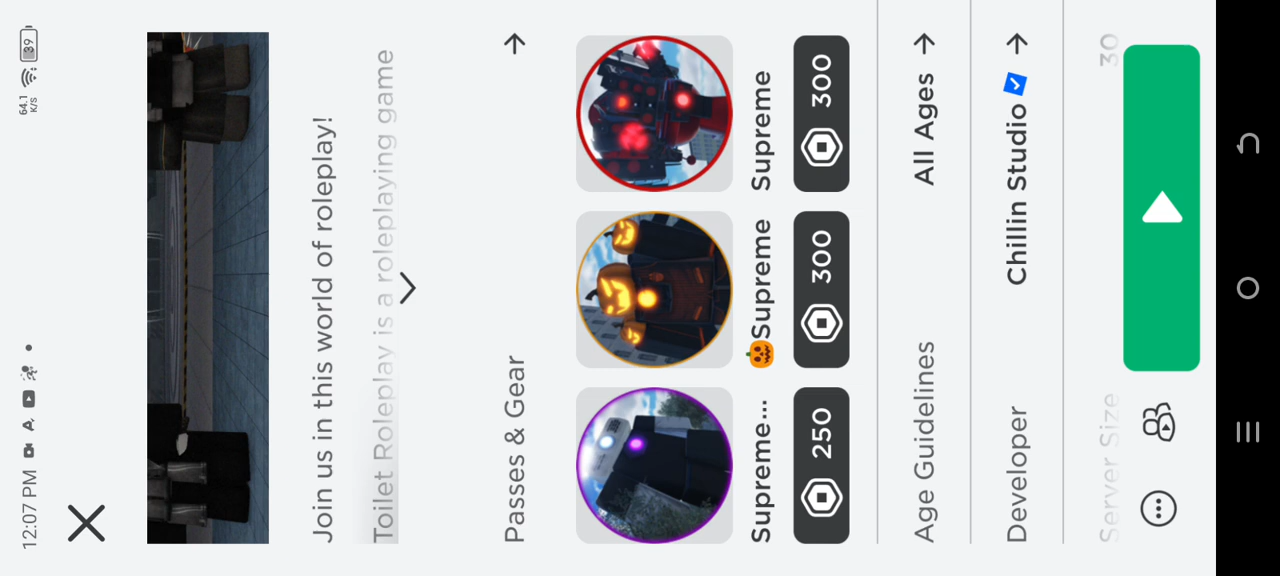 12:07 PM
64.1 K/S
39
Join us in this world of roleplay!
Toilet Roleplay is a roleplaying game
Passes & Gear
Supreme...
🎃Supreme
Supreme
250
300
300
Age Guidelines
All Ages
Developer
Chillin Studio
Server Size
30